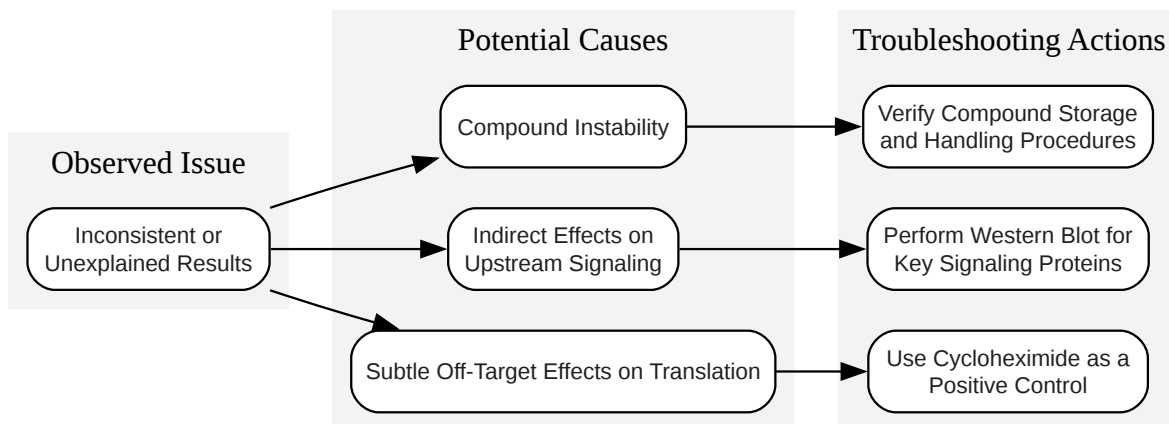 Observed Issue
Inconsistent or
Unexplained Results
Potential Causes
Compound Instability
Indirect Effects on
Upstream Signaling
Subtle Off-Target Effects on Translation
Troubleshooting Actions
Verify Compound Storage
and Handling Procedures
Perform Western Blot for
Key Signaling Proteins
Use Cycloheximide as a
Positive Control